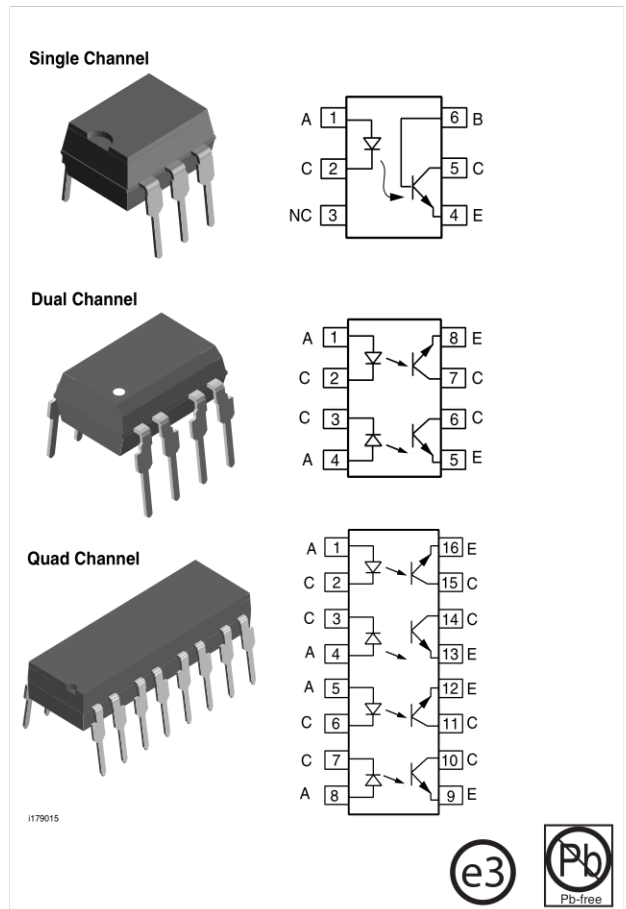 Single Channel
A 1 6 B
C 2 5 C
NC 3 4 E
Dual Channel
A 1 8 E
C 2 7 C
C 3 6 C
A 4 5 E
Quad Channel
A 1 16 E
C 2 15 C
C 3 14 C
A 4 13 E
A 5 12 E
C 6 11 C
C 7 10 C
A 8 9 E
i179015
e3
Pb
Pb-free